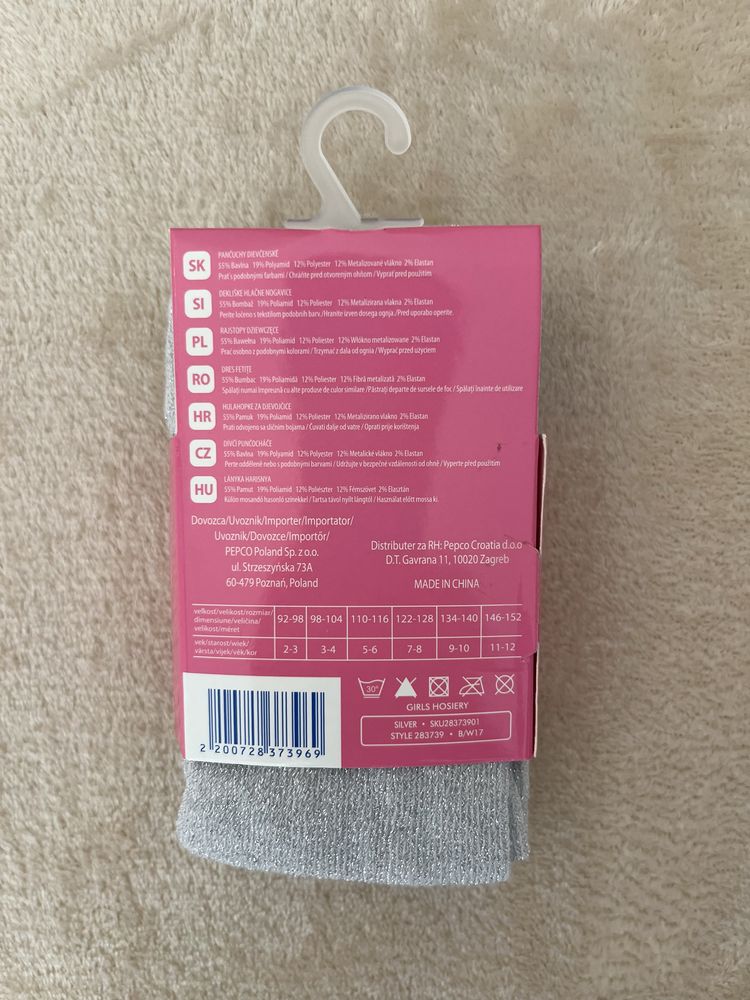 SK
PANČUCHY DIEVČENSKÉ
55% Bavlna 19% Polyamid 12% Polyester 12% Metalizované vlákno 2% Elastan
Prať s podobnými farbami / Chráňte pred otvoreným ohňom / Vyprať pred použitím
SI
DEKLIŠKE HLAČNE NOGAVICE
55% Bombaž 19% Poliamid 12% Poliester 12% Metalizirana vlakna 2% Elastan
Perite ločeno s tekstilom podobnih barv./Hranite izven dosega ognja./Pred uporabo operite.
PL
RAJSTOPY DZIEWCZĘCE
55% Bawełna 19% Poliamid 12% Poliester 12% Włókno metalizowane 2% Elastan
Prać osobno z podobnymi kolorami / Trzymać z dala od ognia / Wyprać przed użyciem
RO
DRES FETIȚE
55% Bumbac 19% Poliamidă 12% Poliester 12% Fibră metalizată 2% Elastan
Spălați numai împreună cu alte produse de culor similare /Păstrați departe de sursele de foc / Spălați înainte de utilizare
HR
HULAHOPKE ZA DJEVOJČICE
55% Pamuk 19% Poliamid 12% Poliester 12% Metalizirano vlakno 2% Elastan
Prati odvojeno sa sličnim bojama / Čuvati dalje od vatre / Oprati prije korištenja
CZ
DÍVČÍ PUNČOCHÁČE
55% Bavlna 19% Polyamid 12% Polyester 12% Metalické vlákno 2% Elastan
Perte odděleně nebo s podobnými barvami / Udržujte v bezpečné vzdálenosti od ohně / Vyperte před použitím
HU
LÁNYKA HARISNYA
55% Pamut 19% Poliamid 12% Poliészter 12% Fémszövet 2% Elasztán
Külön mosandó hasonló színekkel / Tartsa távol nyílt lángtól / Használat előtt mossa ki.
Dovozca/Uvoznik/Importer/Importator/
Uvoznik/Dovozce/Importőr/
PEPCO Poland Sp. z o.o.
ul. Strzeszyńska 73A
60-479 Poznań, Poland
Distributer za RH: Pepco Croatia d.o.o
D.T. Gavrana 11, 10020 Zagreb
MADE IN CHINA
veľkosť/velikost/rozmiar/
dimensiune/veličina/
velikost/méret
92-98 98-104 110-116 122-128 134-140 146-152
vek/starost/wiek/
vârsta/vijek/věk/kor
2-3 3-4 5-6 7-8 9-10 11-12
30°
GIRLS HOSIERY
SILVER • SKU28373901
STYLE 283739 • B/W17
2 200728 373969